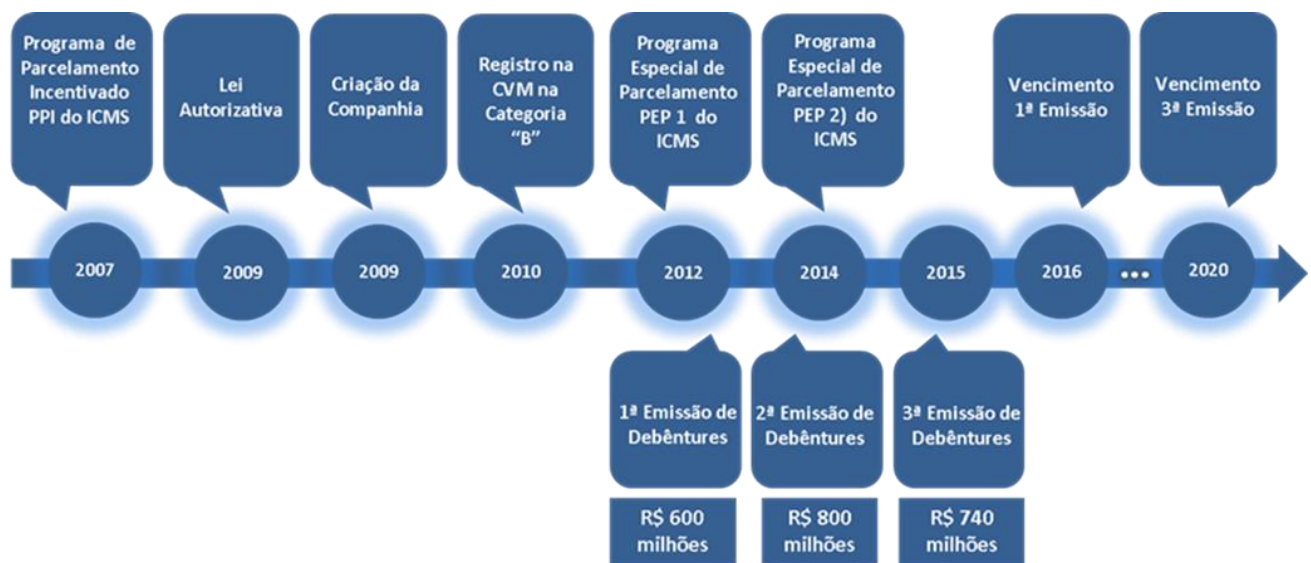 Programa de
Parcelamento
Incentivado
PPI do ICMS
Lei
Autorizativa
Criação da
Companhia
Registro na
CVM na
Categoria
“B”
Programa
Especial de
Parcelamento
PEP 1 do
ICMS
Programa
Especial de
Parcelamento
PEP 2) do
ICMS
Vencimento
1ª Emissão
Vencimento
3ª Emissão
2007
2009
2009
2010
2012
2014
2015
2016
...
2020
1ª Emissão de
Debêntures
2ª Emissão de
Debêntures
3ª Emissão de
Debêntures
R$ 600
milhões
R$ 800
milhões
R$ 740
milhões